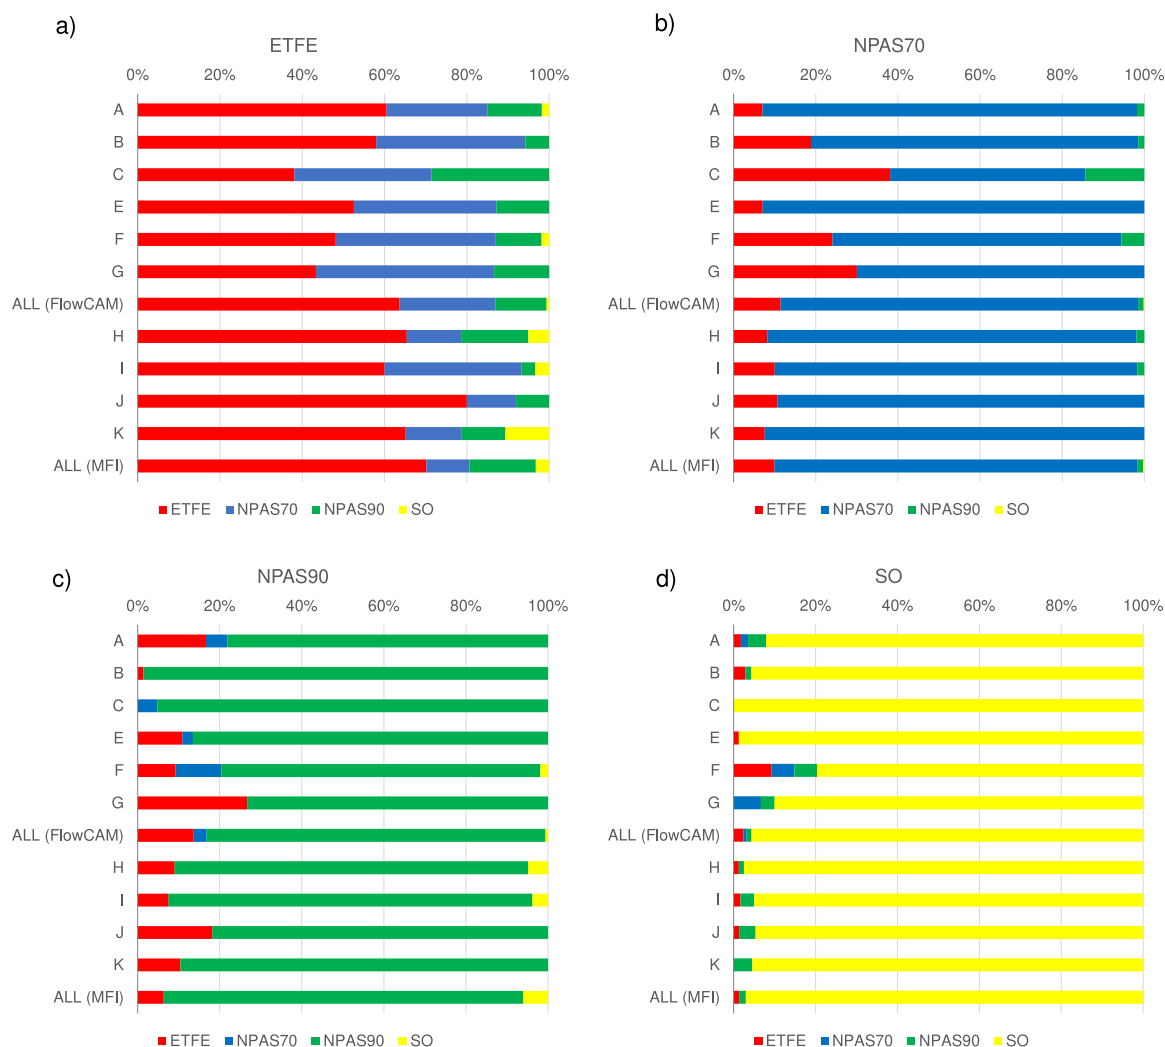 a)
ETFE
0% 20% 40% 60% 80% 100%
A
B
C
E
F
G
ALL (FlowCAM)
H
I
J
K
ALL (MFI)
ETFE NPAS70 NPAS90 SO
b)
NPAS70
0% 20% 40% 60% 80% 100%
A
B
C
E
F
G
ALL (FlowCAM)
H
I
J
K
ALL (MFI)
ETFE NPAS70 NPAS90 SO
c)
NPAS90
0% 20% 40% 60% 80% 100%
A
B
C
E
F
G
ALL (FlowCAM)
H
I
J
K
ALL (MFI)
ETFE NPAS70 NPAS90 SO
d)
SO
0% 20% 40% 60% 80% 100%
A
B
C
E
F
G
ALL (FlowCAM)
H
I
J
K
ALL (MFI)
ETFE NPAS70 NPAS90 SO